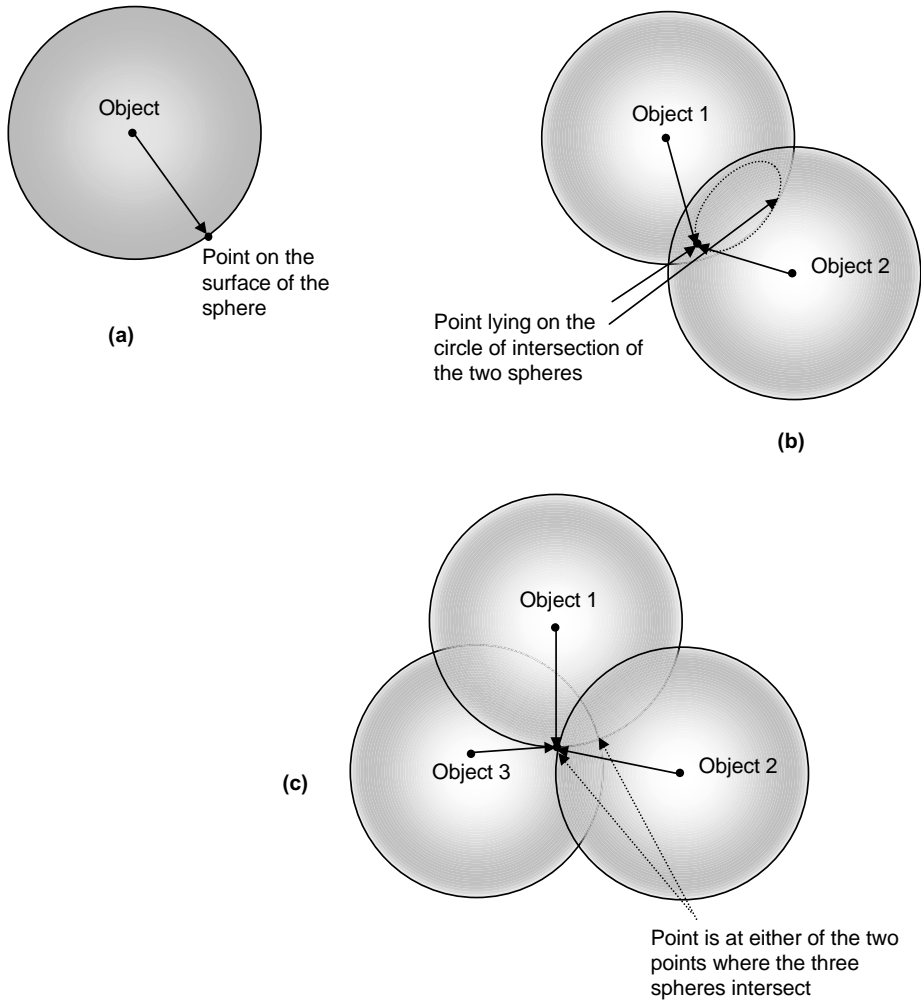 Object
Point on the
surface of the
sphere
(a)
Object 1
Object 2
Point lying on the
circle of intersection of
the two spheres
(b)
Object 1
Object 3
Object 2
(c)
Point is at either of the two
points where the three
spheres intersect